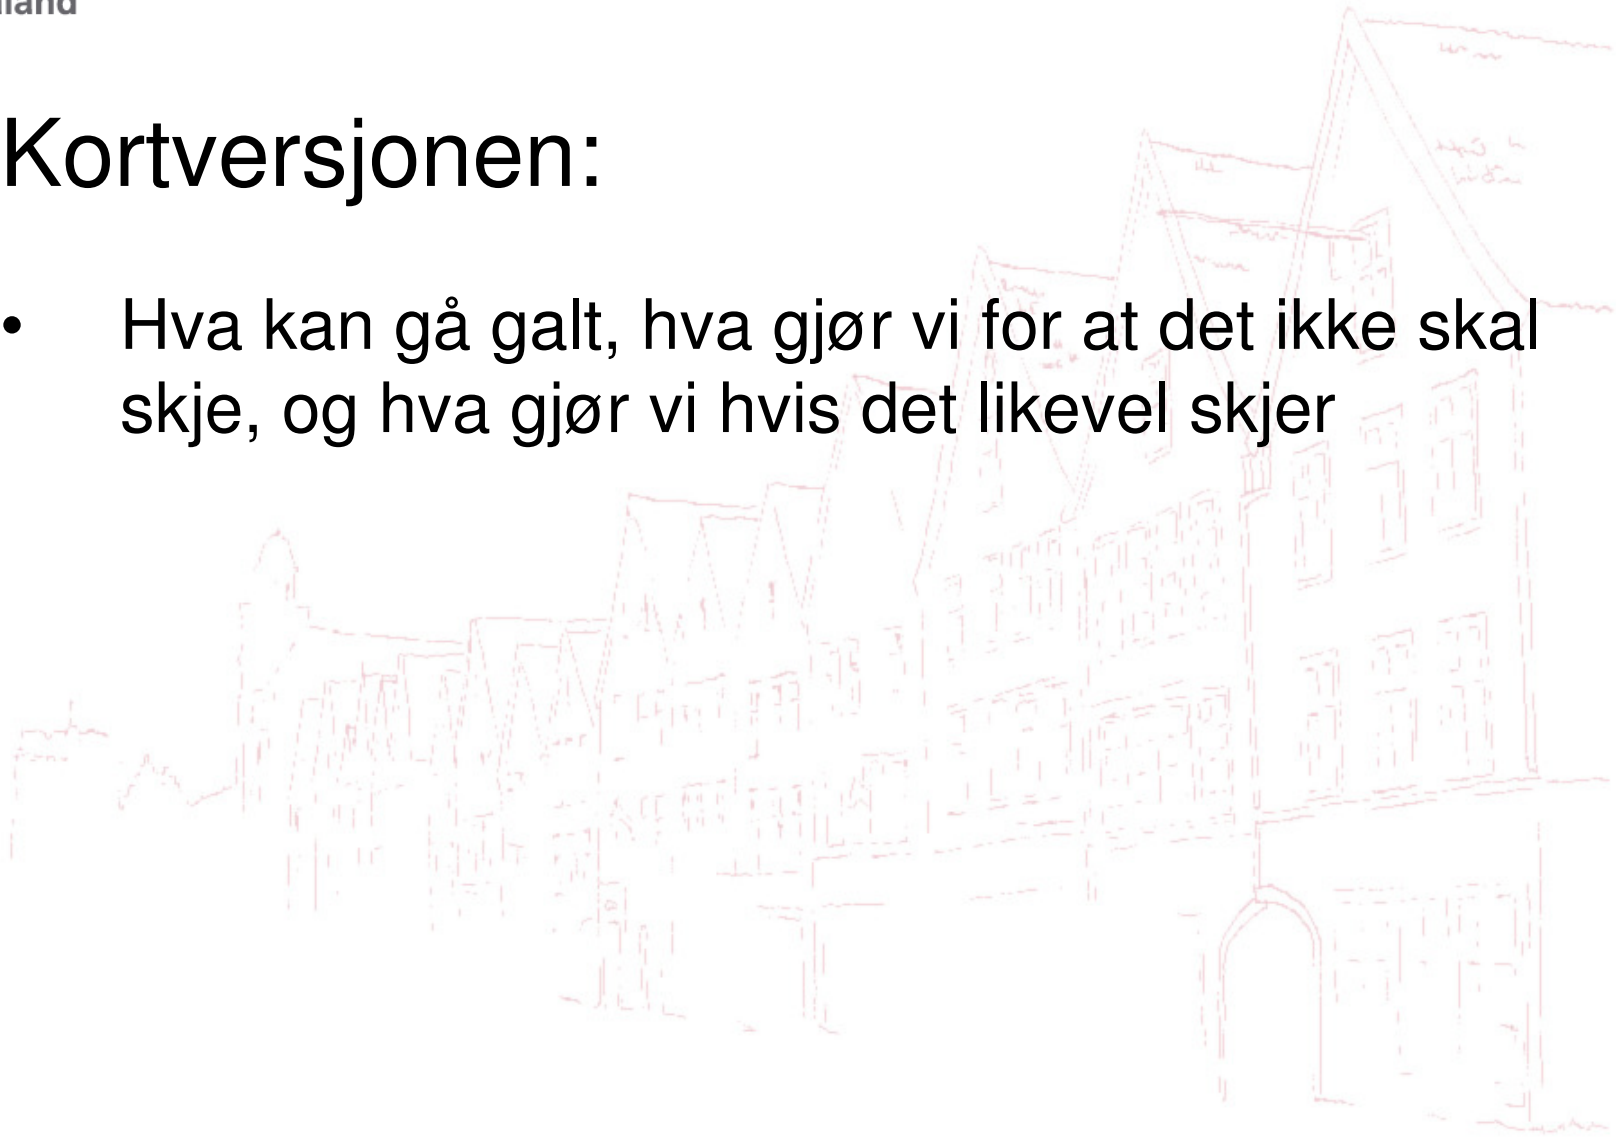 Kortversjonen:
• Hva kan gå galt, hva gjør vi for at det ikke skal
skje, og hva gjør vi hvis det likevel skjer